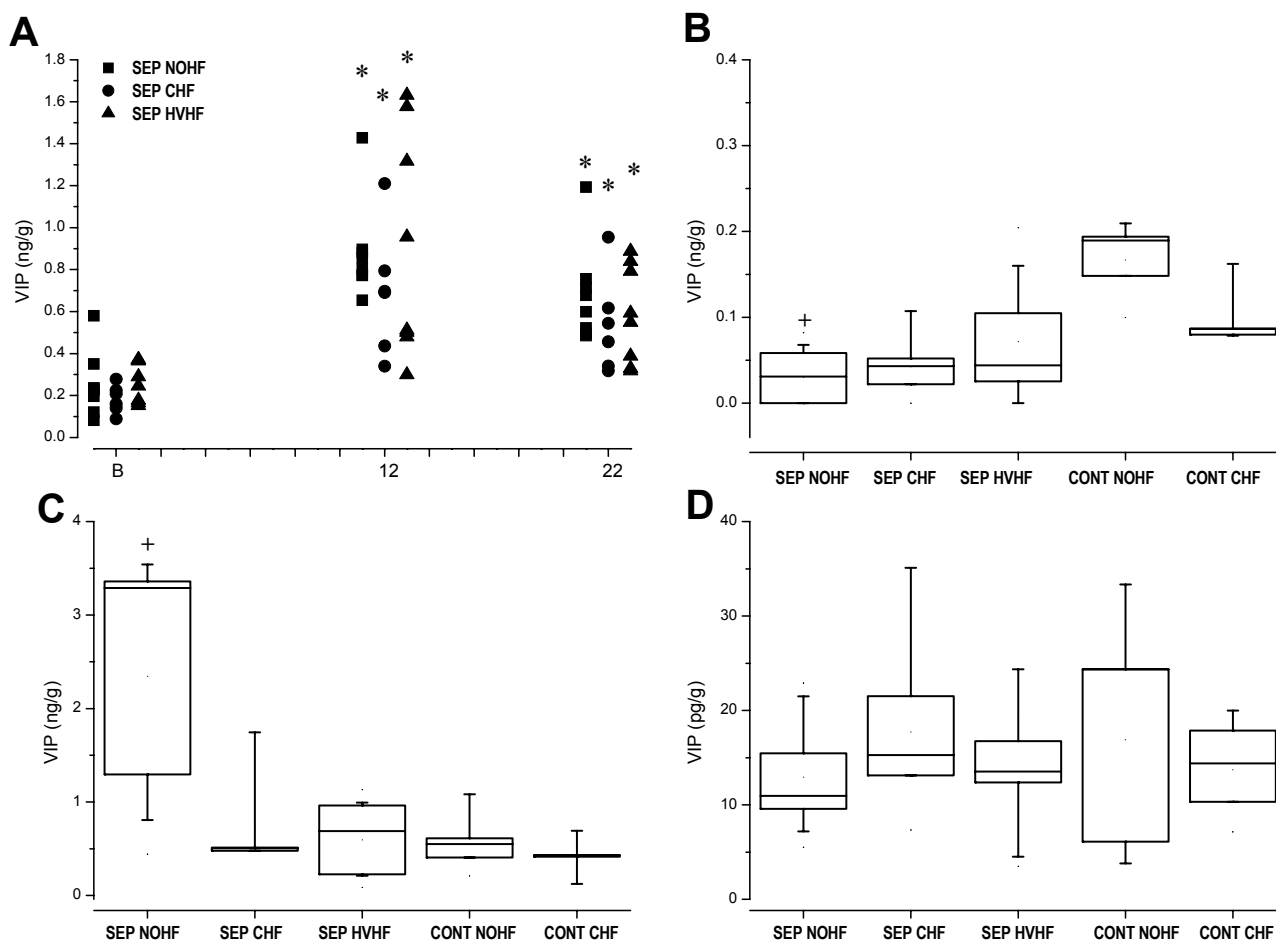 A
VIP (ng/g)
1.8
1.6
1.4
1.2
1.0
0.8
0.6
0.4
0.2
0.0
SEP NOHF
SEP CHF
SEP HVHF
* * *
* * *
B 12 22
B
VIP (ng/g)
0.4
0.3
0.2
0.1
0.0
+
SEP NOHF SEP CHF SEP HVHF CONT NOHF CONT CHF
C
VIP (ng/g)
4
3
2
1
0
+
SEP NOHF SEP CHF SEP HVHF CONT NOHF CONT CHF
D
VIP (pg/g)
40
30
20
10
0
SEP NOHF SEP CHF SEP HVHF CONT NOHF CONT CHF